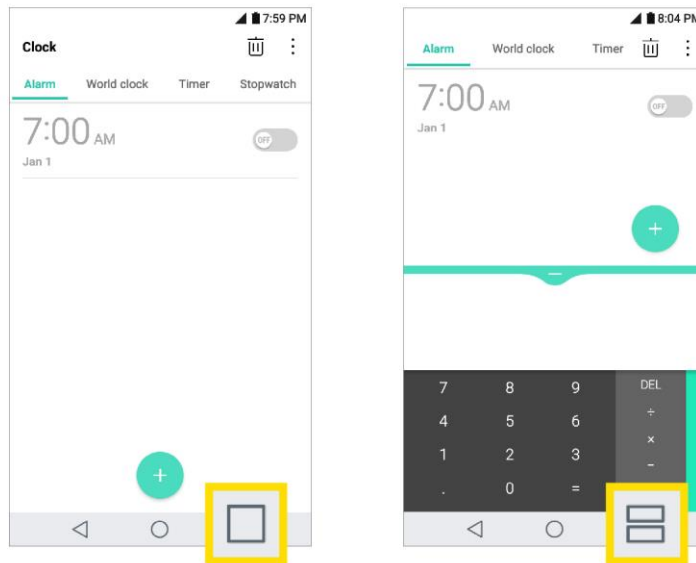 7:59 PM
Clock
Alarm World clock Timer Stopwatch
7:00 AM
OFF
Jan 1
+
8:04 PM
Alarm World clock Timer
7:00 AM
OFF
Jan 1
+
7 8 9 DEL
4 5 6 ÷
1 2 3 ×
−
. 0 =